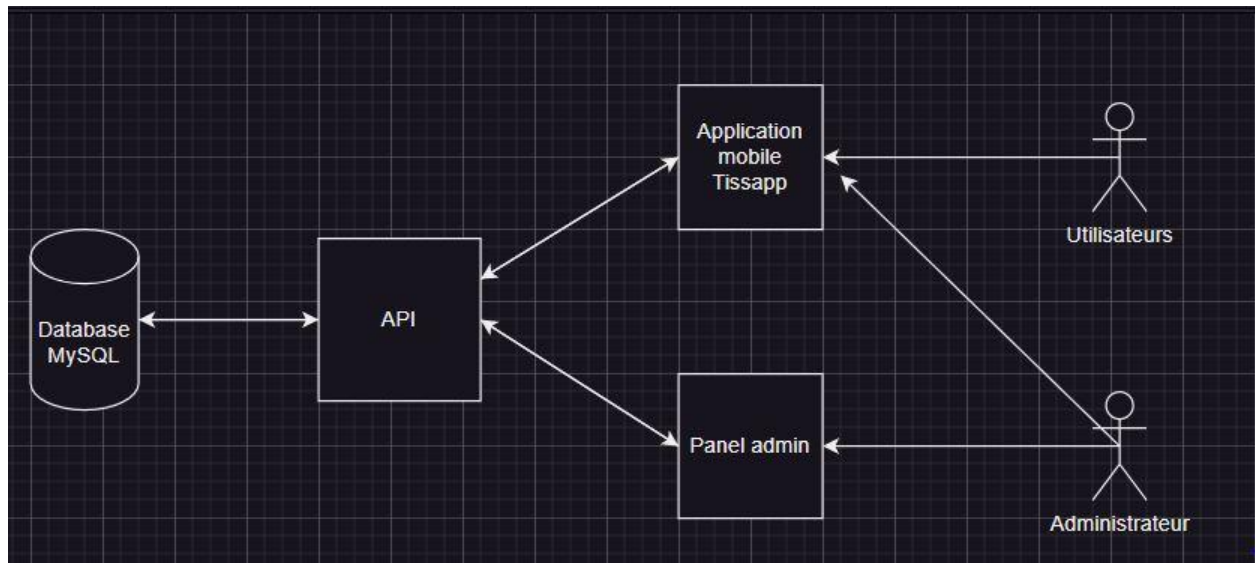 Application
mobile
Tissapp
Utilisateurs
Database
MySQL
API
Panel admin
Administrateur